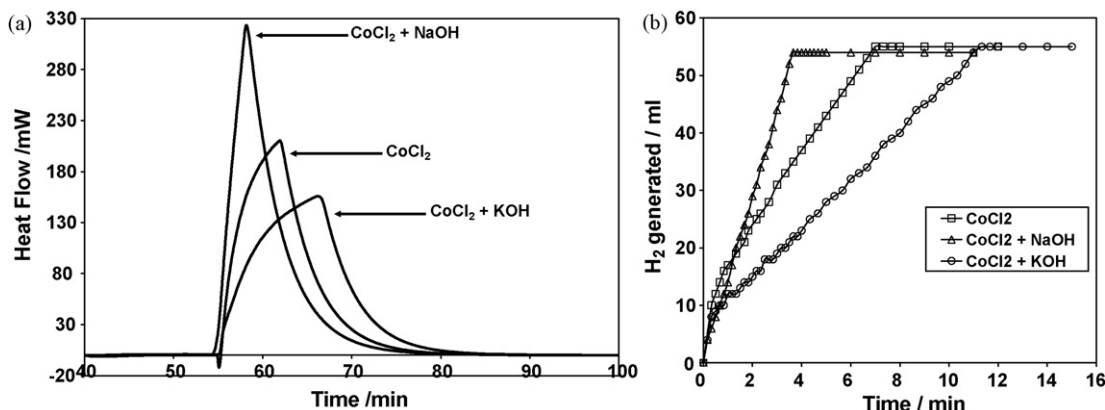 (a)
330
280
230
180
130
80
30
-20
40
50
60
70
80
90
100
Heat Flow /mW
Time /min
CoCl₂ + NaOH
CoCl₂
CoCl₂ + KOH
(b)
60
50
40
30
20
10
0
0
2
4
6
8
10
12
14
16
H₂ generated / ml
Time / min
CoCl2
CoCl2 + NaOH
CoCl2 + KOH